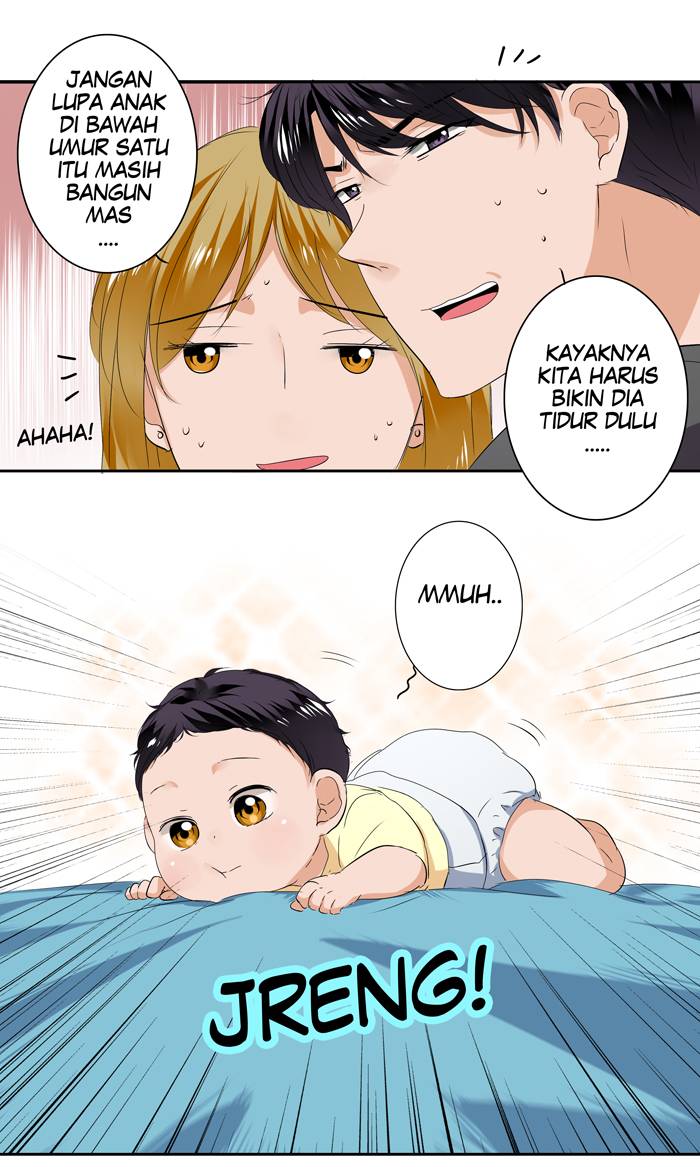 JANGAN
LUPA ANAK
DI BAWAH
UMUR SATU
ITU MASIH
BANGUN
MAS
.....
AHAHA!
KAYAKNYA
KITA HARUS
BIKIN DIA
TIDUR DULU
.....
MMUH..
JRENG!